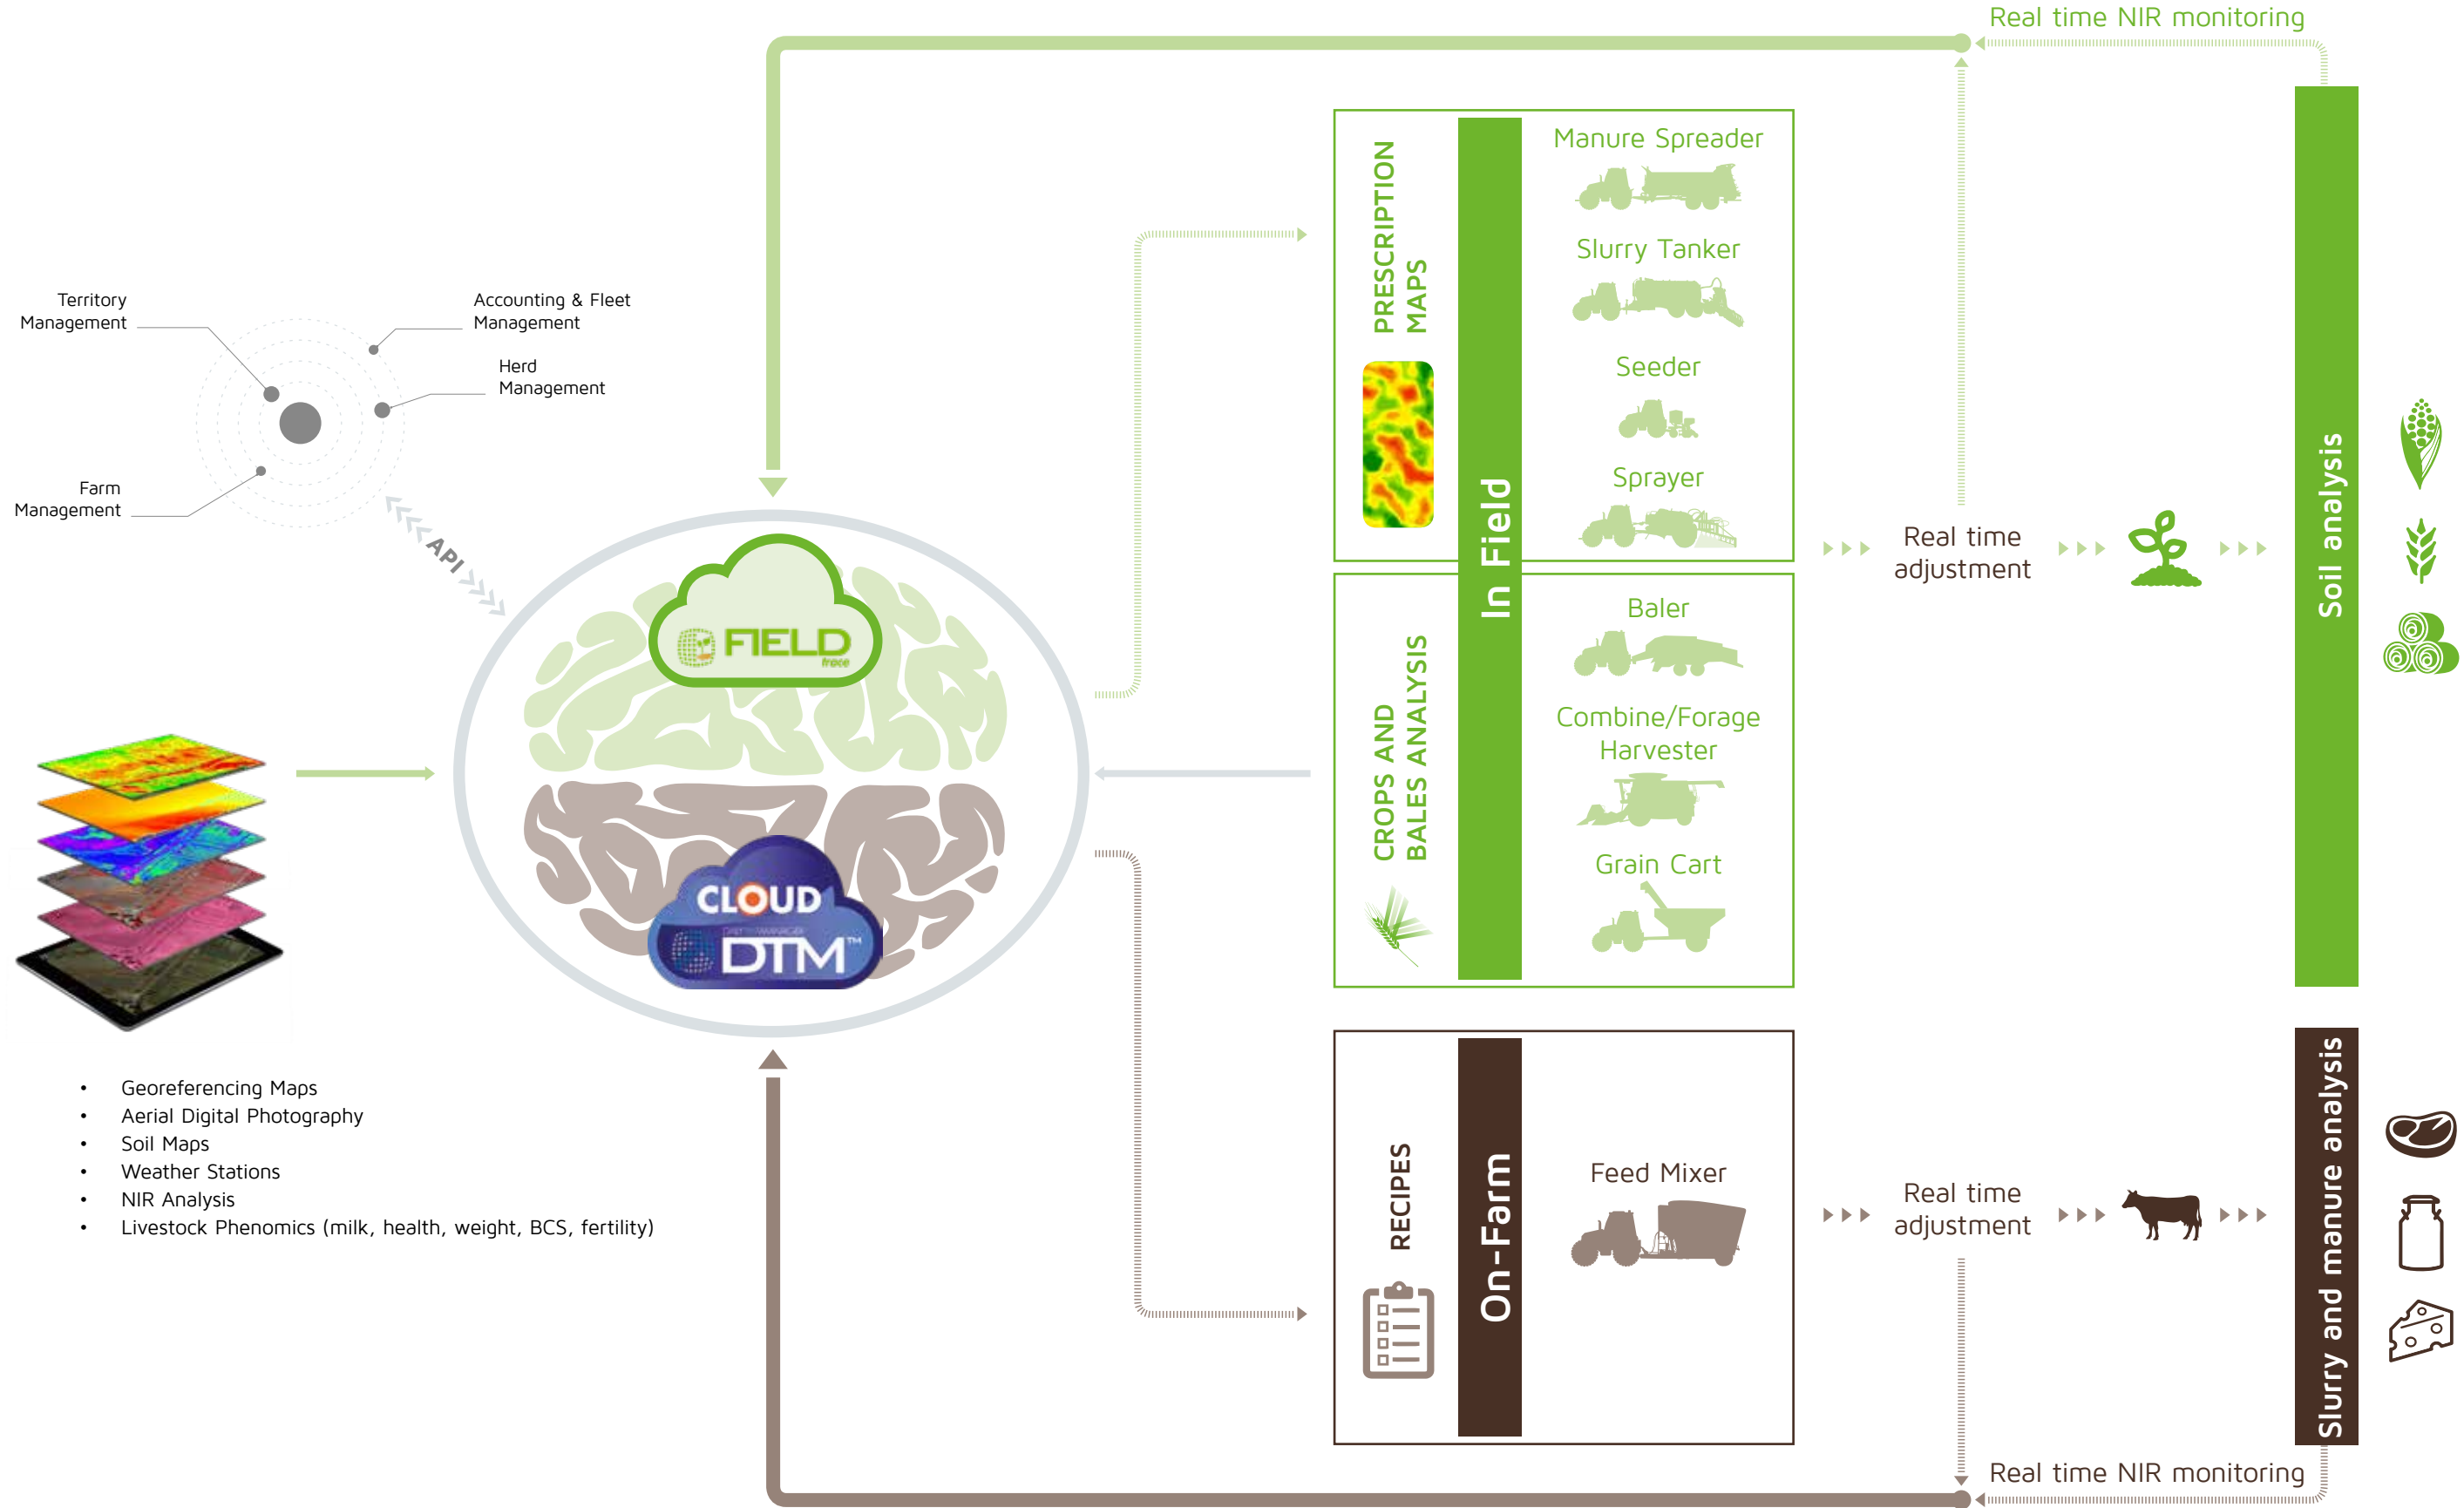 Real time NIR monitoring
Territory
Management
Accounting & Fleet
Management
Herd
Management
Farm
Management
API
FIELD
trace
CLOUD
DTM™
• Georeferencing Maps
• Aerial Digital Photography
• Soil Maps
• Weather Stations
• NIR Analysis
• Livestock Phenomics (milk, health, weight, BCS, fertility)
PRESCRIPTION
MAPS
In Field
Manure Spreader
Slurry Tanker
Seeder
Sprayer
CROPS AND
BALES ANALYSIS
Baler
Combine/Forage
Harvester
Grain Cart
Real time
adjustment
Soil analysis
RECIPES
On-Farm
Feed Mixer
Real time
adjustment
Slurry and manure analysis
Real time NIR monitoring